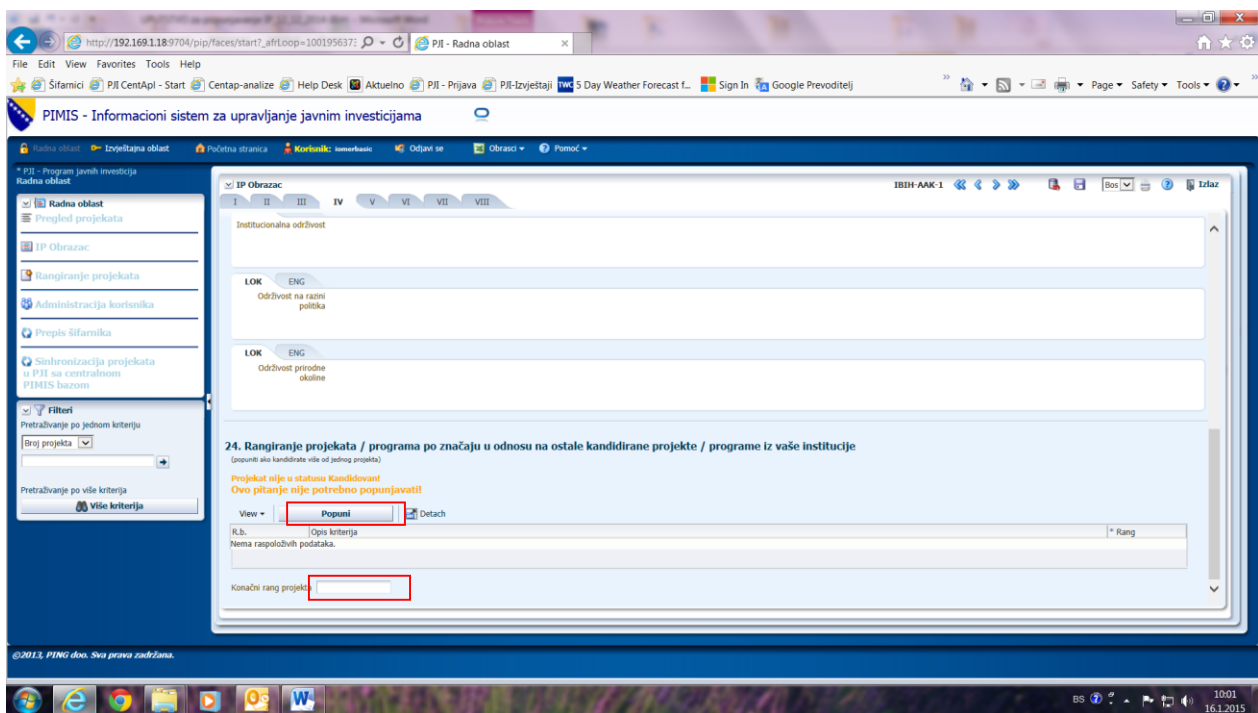 http://192.169.1.18:9704/pip/faces/start?_afrLoop=100195637
PJI - Radna oblast
File Edit View Favorites Tools Help
Šifarnici PJI CentApl - Start Centap-analize Help Desk Aktuelno PJI - Prijava PJI-Izvještaji TWC 5 Day Weather Forecast f... Sign In Google Prevoditelj
Page Safety Tools
PIMIS - Informacioni sistem za upravljanje javnim investicijama
Radna oblast Izvještajna oblast Početna stranica Korisnik: iomerbasic Odjavi se Obrasci Pomoć
* PJI - Program javnih investicija
Radna oblast
Radna oblast
Pregled projekata
IP Obrazac
Rangiranje projekata
Administracija korisnika
Prepis šifarnika
Sinhronizacija projekata
u PJI sa centralnom
PIMIS bazom
Filteri
Pretraživanje po jednom kriteriju
Broj projekta
Pretraživanje po više kriterija
Više kriterija
IP Obrazac IBIH-AAK-1 Bos Izlaz
I II III IV V VI VII VIII
Institucionalna održivost
LOK ENG
Održivost na razini
politika
LOK ENG
Održivost prirodne
okoline
24. Rangiranje projekata / programa po značaju u odnosu na ostale kandidirane projekte / programe iz vaše institucije
(popuniti ako kandidirate više od jednog projekta)
Projekat nije u statusu Kandidovan!
Ovo pitanje nije potrebno popunjavati!
View Popuni Detach
R.b. Opis kriterija * Rang
Nema raspoloživih podataka.
Konačni rang projekta
©2013, PING doo. Sva prava zadržana.
BS 10:01
16.1.2015